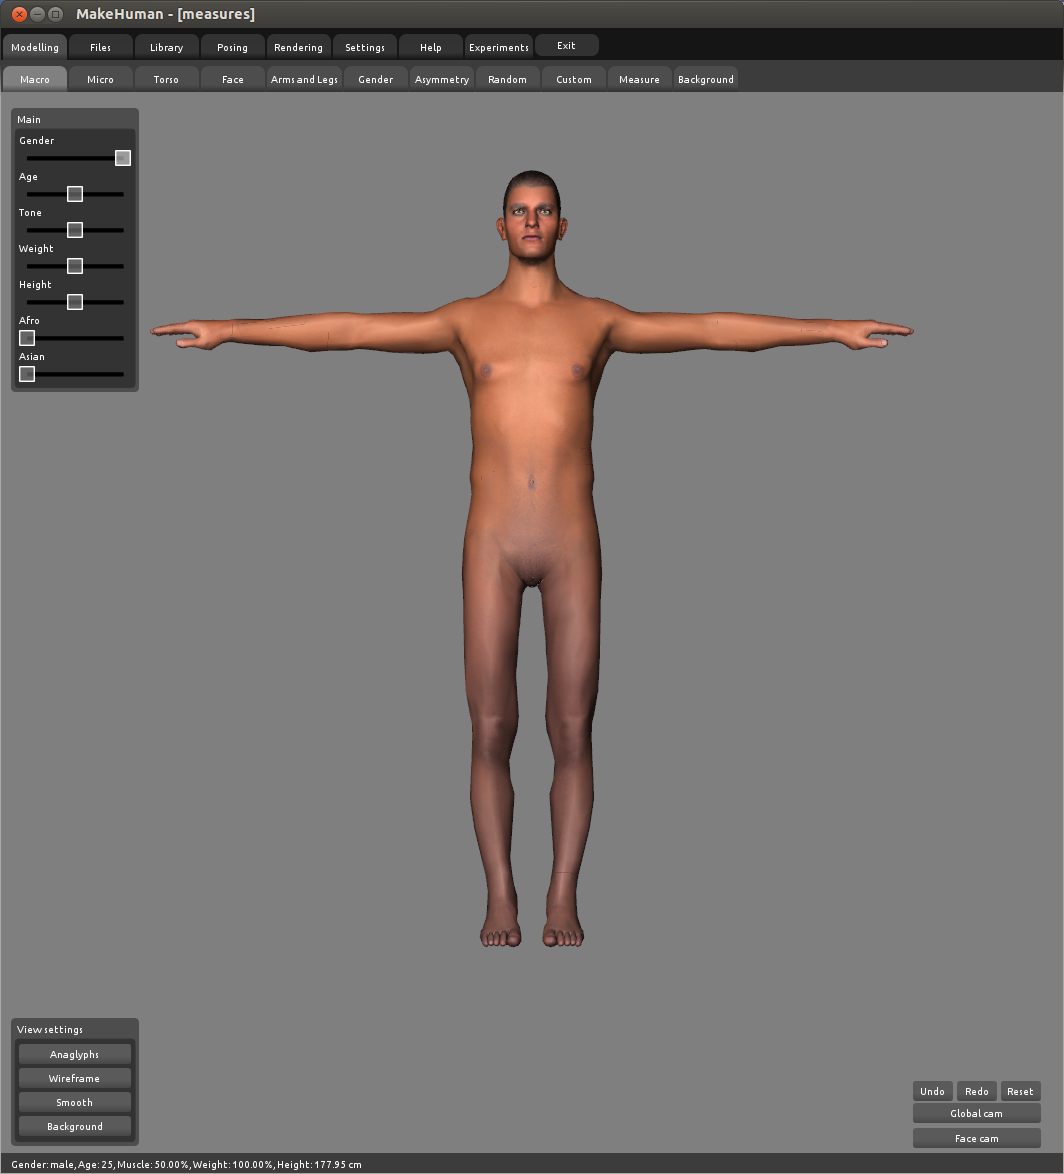 MakeHuman - [measures]
Modelling Files Library Posing Rendering Settings Help Experiments Exit
Macro Micro Torso Face Arms and Legs Gender Asymmetry Random Custom Measure Background
Main
Gender
Age
Tone
Weight
Height
Afro
Asian
View settings
Anaglyphs
Wireframe
Smooth
Background
Undo Redo Reset
Global cam
Face cam
Gender: male, Age: 25, Muscle: 50.00%, Weight: 100.00%, Height: 177.95 cm